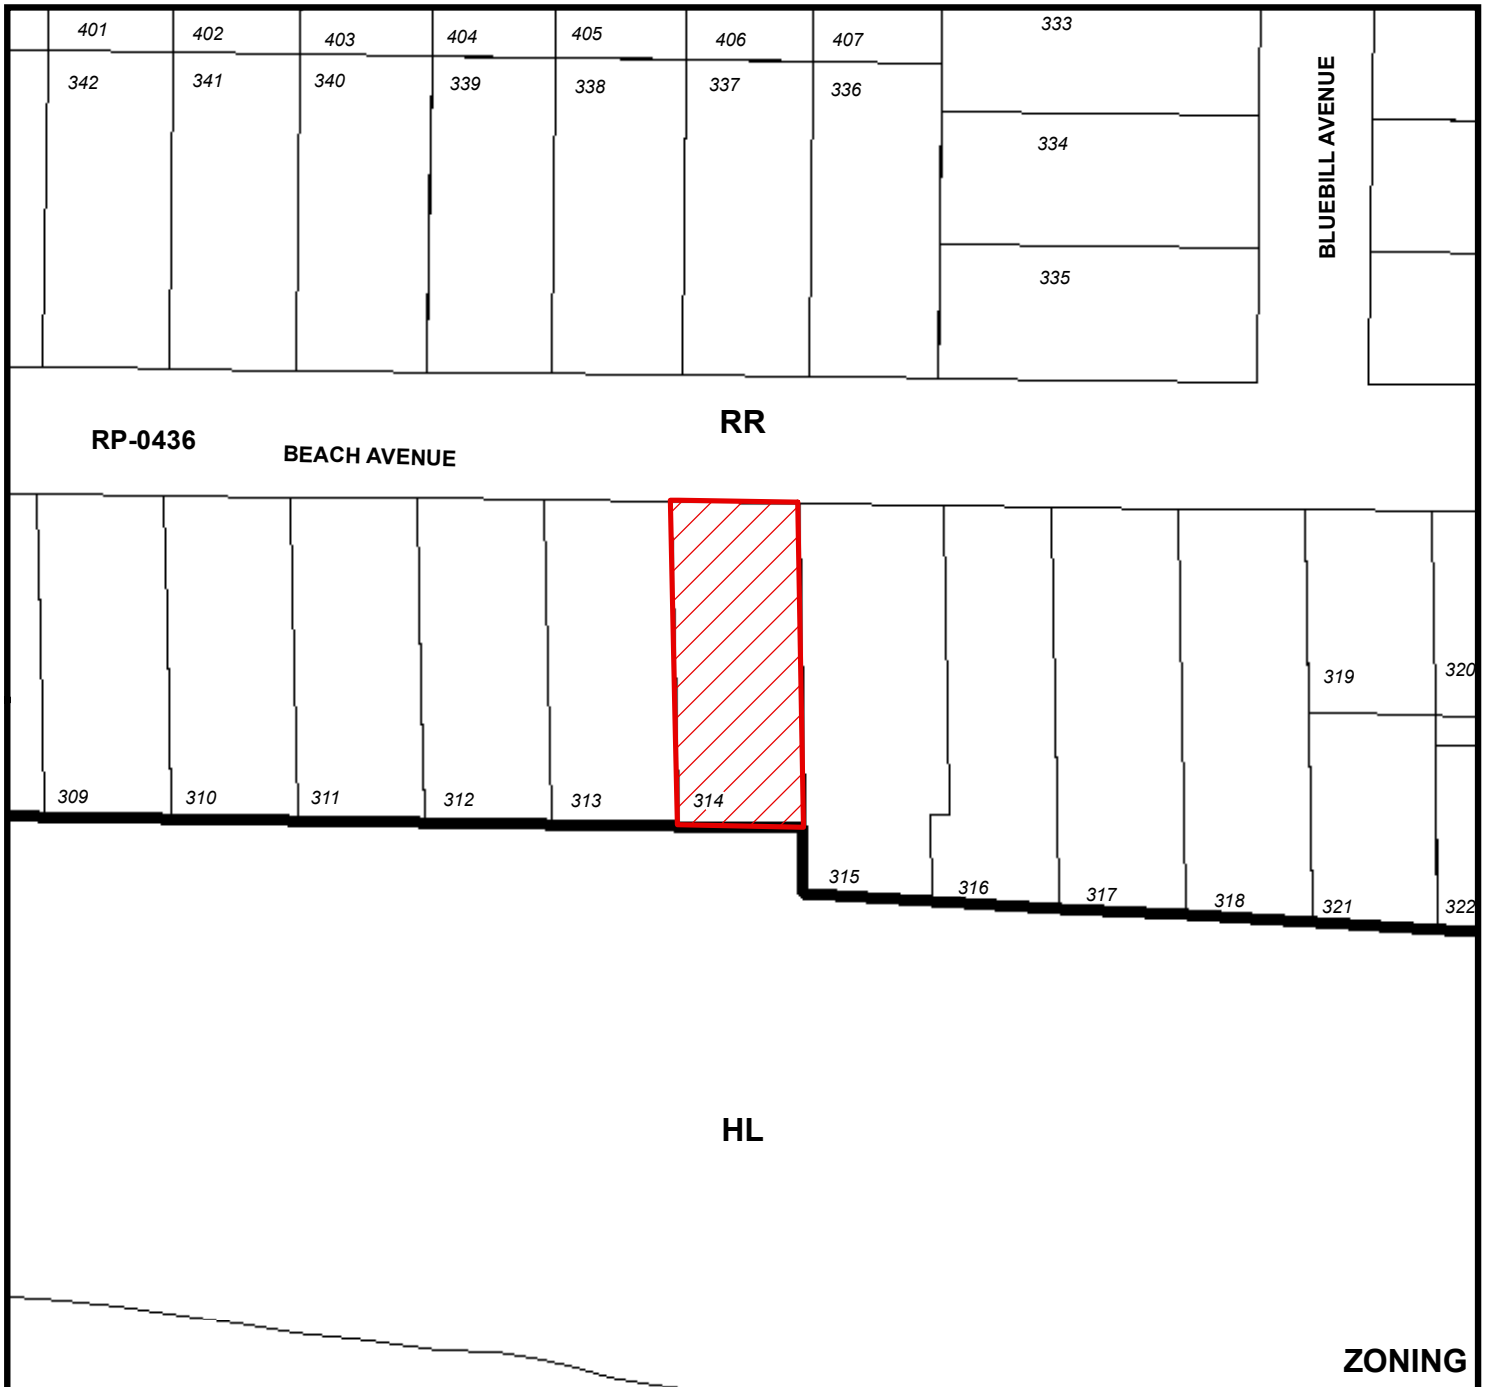 401 402 403 404 405 406 407 333
342 341 340 339 338 337 336
334
BLUEBILL AVENUE
335
RR
RP-0436
BEACH AVENUE
319 320
309 310 311 312 313 314
315 316 317 318 321 322
HL
ZONING